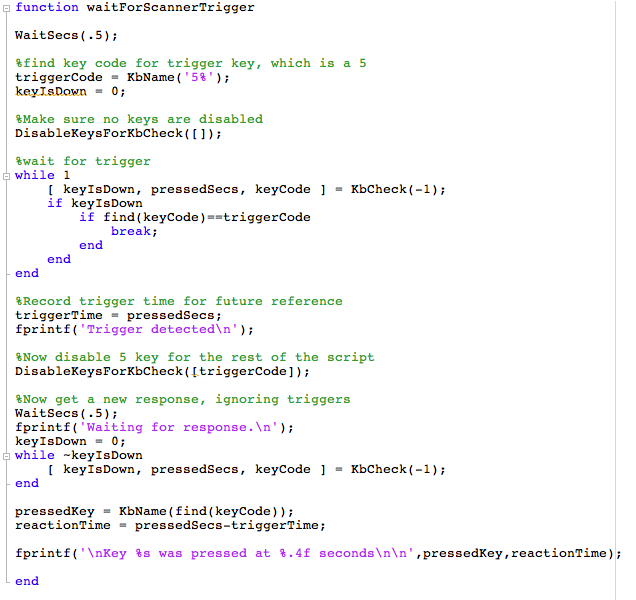 function waitForScannerTrigger
WaitSecs(.5);
%find key code for trigger key, which is a 5
triggerCode = KbName('5%');
keyIsDown = 0;
%Make sure no keys are disabled
DisableKeysForKbCheck([]);
%wait for trigger
while 1
    [ keyIsDown, pressedSecs, keyCode ] = KbCheck(-1);
    if keyIsDown
        if find(keyCode)==triggerCode
            break;
        end
    end
end
%Record trigger time for future reference
triggerTime = pressedSecs;
fprintf('Trigger detected\n');
%Now disable 5 key for the rest of the script
DisableKeysForKbCheck([triggerCode]);
%Now get a new response, ignoring triggers
WaitSecs(.5);
fprintf('Waiting for response.\n');
keyIsDown = 0;
while ~keyIsDown
    [ keyIsDown, pressedSecs, keyCode ] = KbCheck(-1);
end
pressedKey = KbName(find(keyCode));
reactionTime = pressedSecs-triggerTime;
fprintf('\nKey %s was pressed at %.4f seconds\n\n',pressedKey,reactionTime);
end